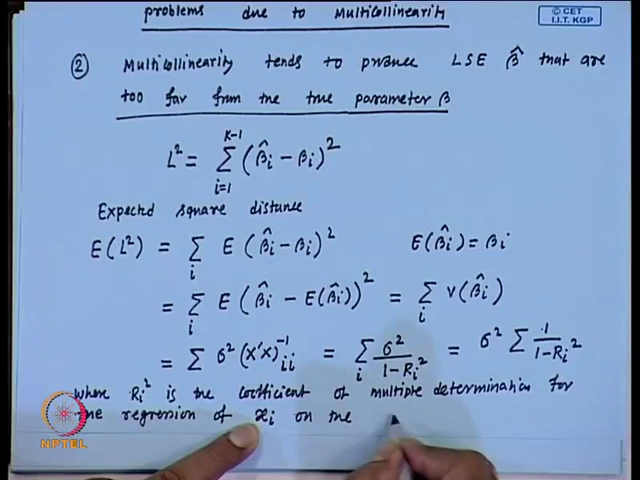 problems due to Multicollinearity
© CET
I.I.T. KGP
② Multicollinearity tends to produce LSE β̂ that are
too far from the true parameter β
L² = Σ_{i=1}^{K-1} (β̂i − βi)²
Expected square distance
E(L²) = Σ_i E(β̂i − βi)²   E(β̂i) = βi
= Σ_i E(β̂i − E(β̂i))² = Σ_i V(β̂i)
= Σ σ² (X'X)⁻¹ii = Σ_i σ²/(1−Ri²) = σ² Σ 1/(1−Ri²)
where Ri² is the coefficient of multiple determination for
the regression of xi on the
NPTEL